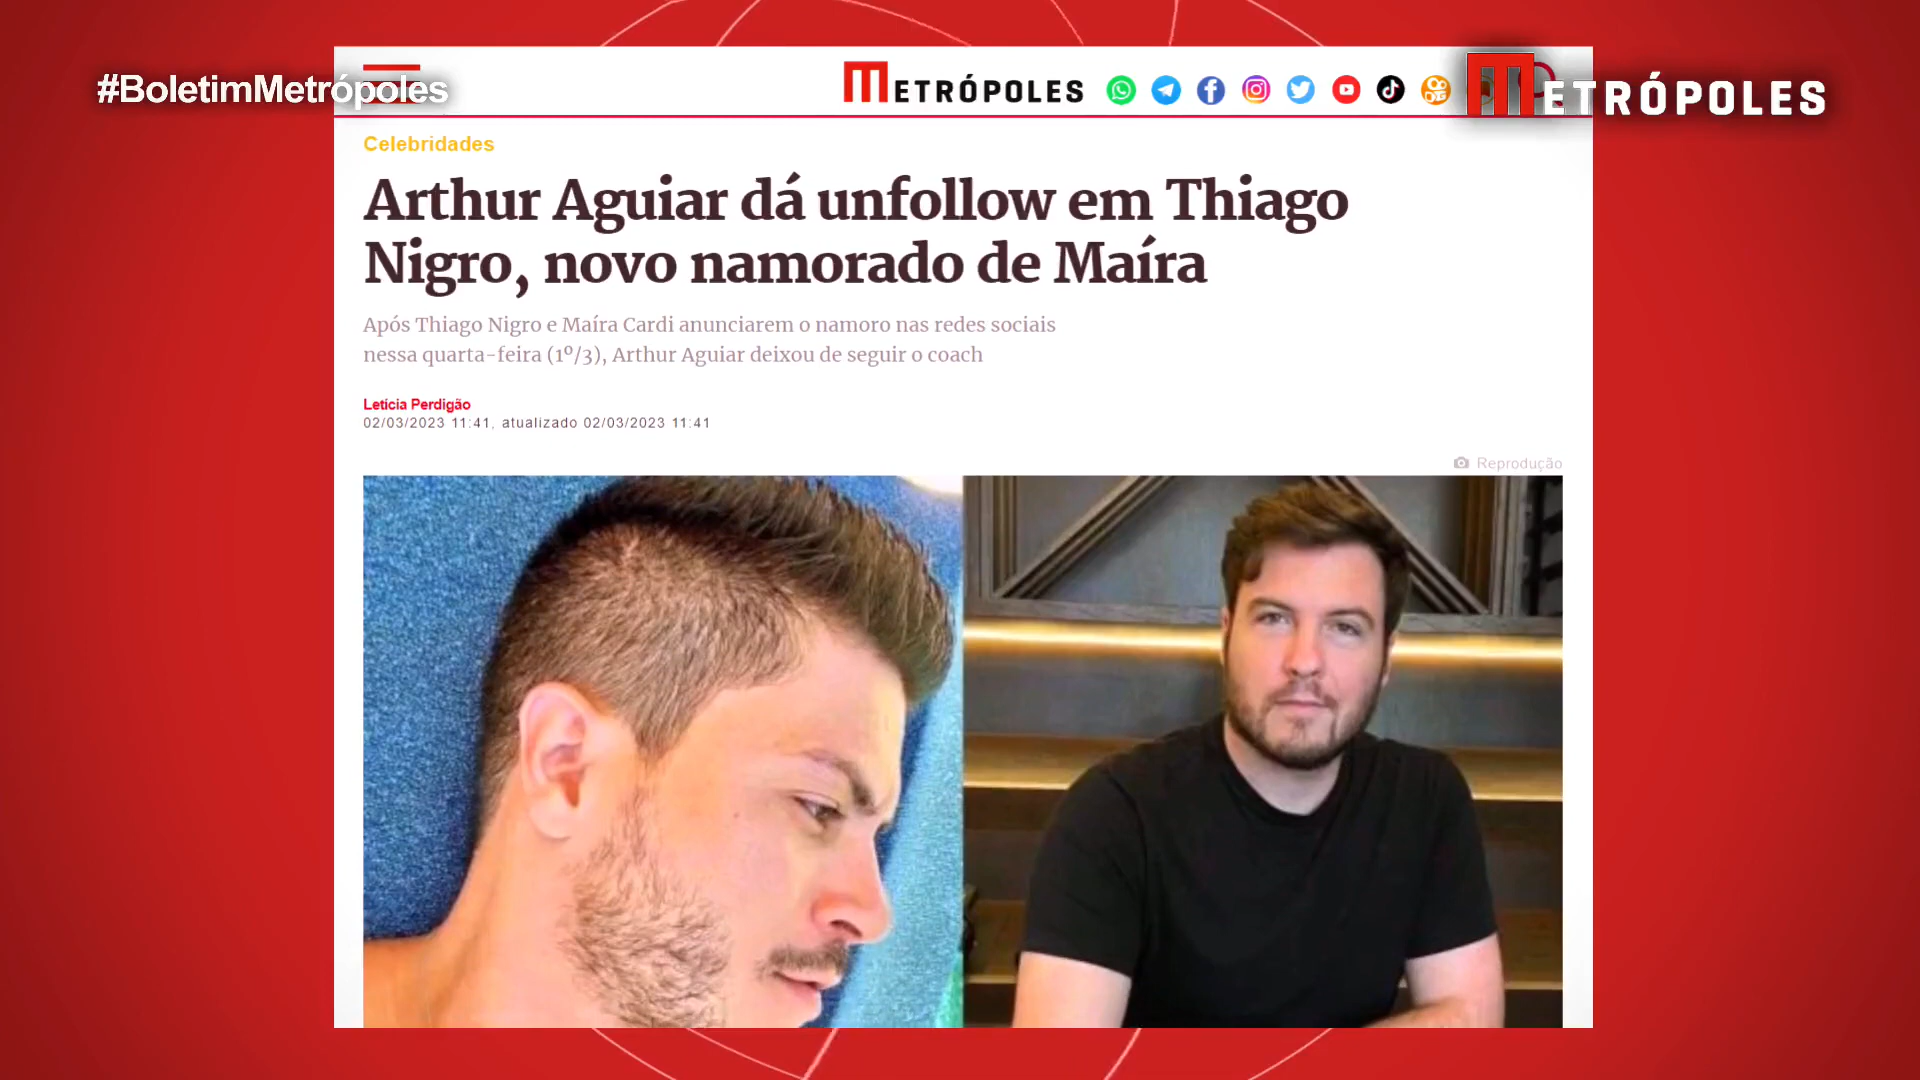 #BoletimMetrópoles
METRÓPOLES
METRÓPOLES
Celebridades
Arthur Aguiar dá unfollow em Thiago
Nigro, novo namorado de Maíra
Após Thiago Nigro e Maíra Cardi anunciarem o namoro nas redes sociais
nessa quarta-feira (1º/3), Arthur Aguiar deixou de seguir o coach
Letícia Perdigão
02/03/2023 11:41, atualizado 02/03/2023 11:41
Reprodução